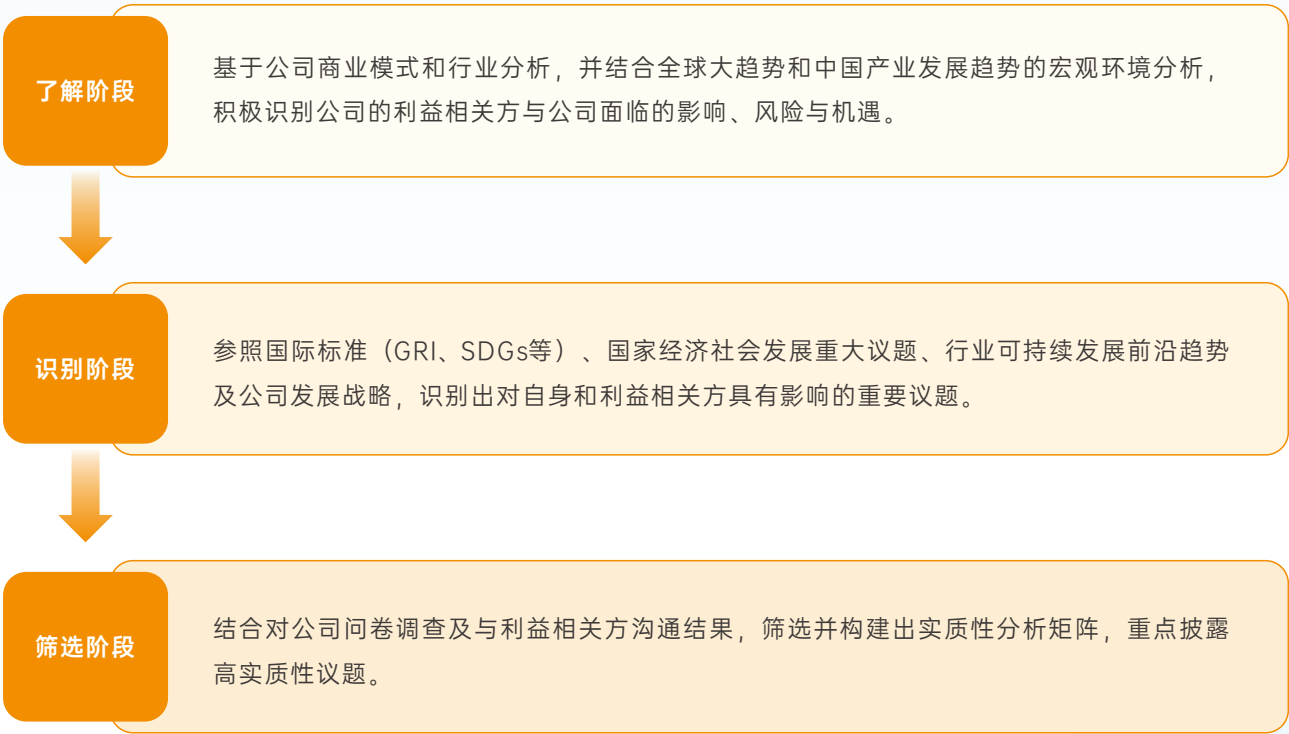 了解阶段
基于公司商业模式和行业分析，并结合全球大趋势和中国产业发展趋势的宏观环境分析，
积极识别公司的利益相关方与公司面临的影响、风险与机遇。
识别阶段
参照国际标准（GRI、SDGs等）、国家经济社会发展重大议题、行业可持续发展前沿趋势
及公司发展战略，识别出对自身和利益相关方具有影响的重要议题。
筛选阶段
结合对公司问卷调查及与利益相关方沟通结果，筛选并构建出实质性分析矩阵，重点披露
高实质性议题。